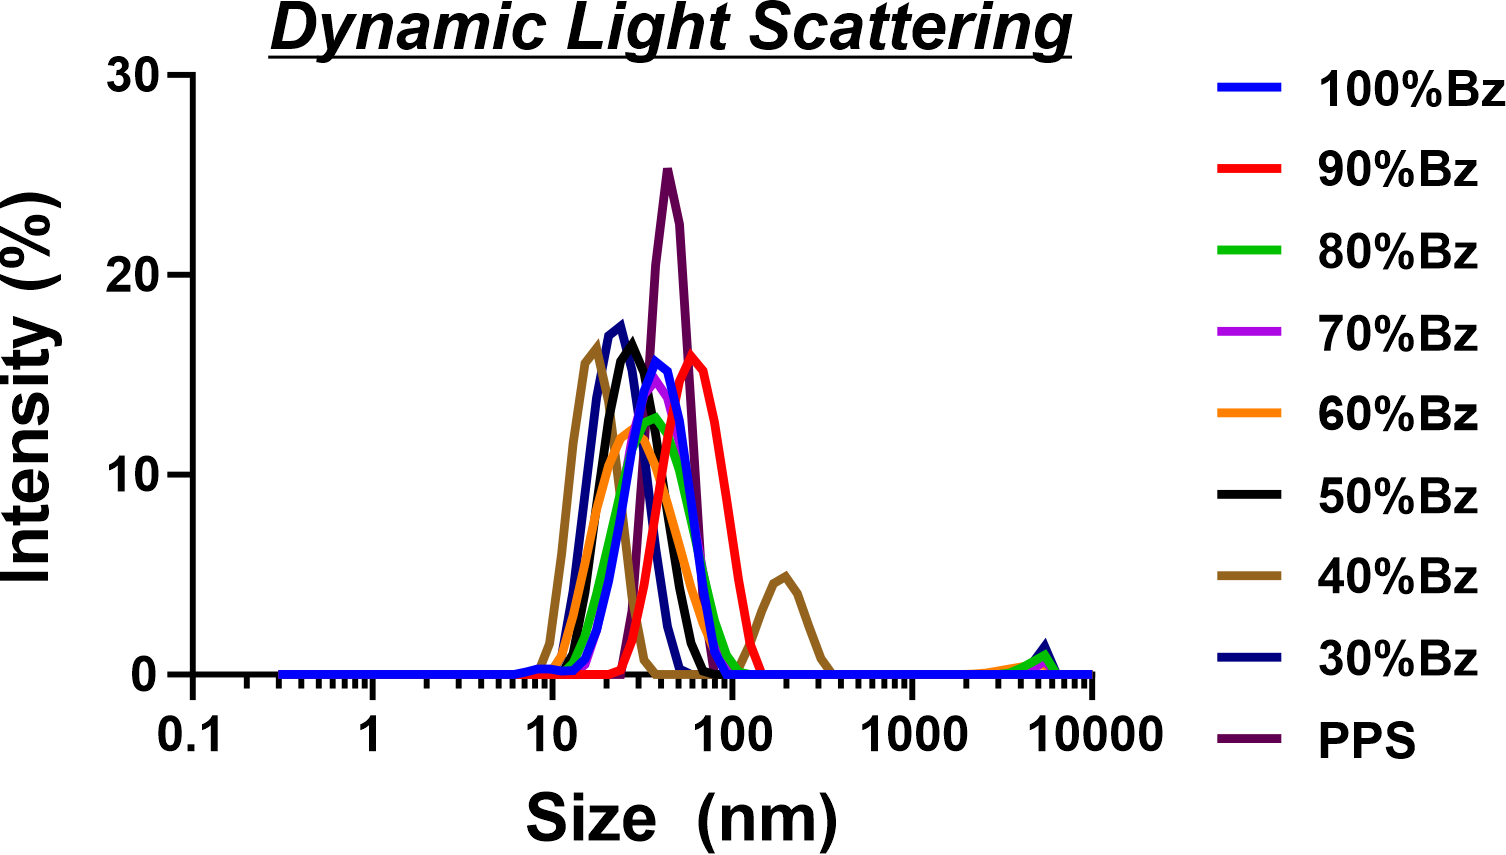 Dynamic Light Scattering
30
20
10
0
Intensity (%)
0.1
1
10
100
1000
10000
Size (nm)
100%Bz
90%Bz
80%Bz
70%Bz
60%Bz
50%Bz
40%Bz
30%Bz
PPS